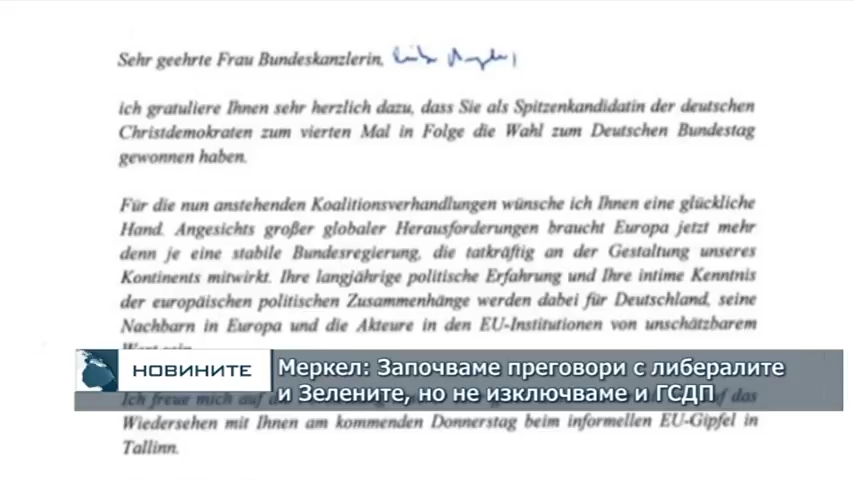 Sehr geehrte Frau Bundeskanzlerin,
ich gratuliere Ihnen sehr herzlich dazu, dass Sie als Spitzenkandidatin der deutschen
Christdemokraten zum vierten Mal in Folge die Wahl zum Deutschen Bundestag
gewonnen haben.
Für die nun anstehenden Koalitionsverhandlungen wünsche ich Ihnen eine glückliche
Hand. Angesichts großer globaler Herausforderungen braucht Europa jetzt mehr
denn je eine stabile Bundesregierung, die tatkräftig an der Gestaltung unseres
Kontinents mitwirkt. Ihre langjährige politische Erfahrung und Ihre intime Kenntnis
der europäischen politischen Zusammenhänge werden dabei für Deutschland, seine
Nachbarn in Europa und die Akteure in den EU-Institutionen von unschätzbarem
НОВИНИТЕ
Меркел: Започваме преговори с либералите
и Зелените, но не изключваме и ГСДП
Ich freue mich auf das
Wiedersehen mit Ihnen am kommenden Donnerstag beim informellen EU-Gipfel in
Tallinn.